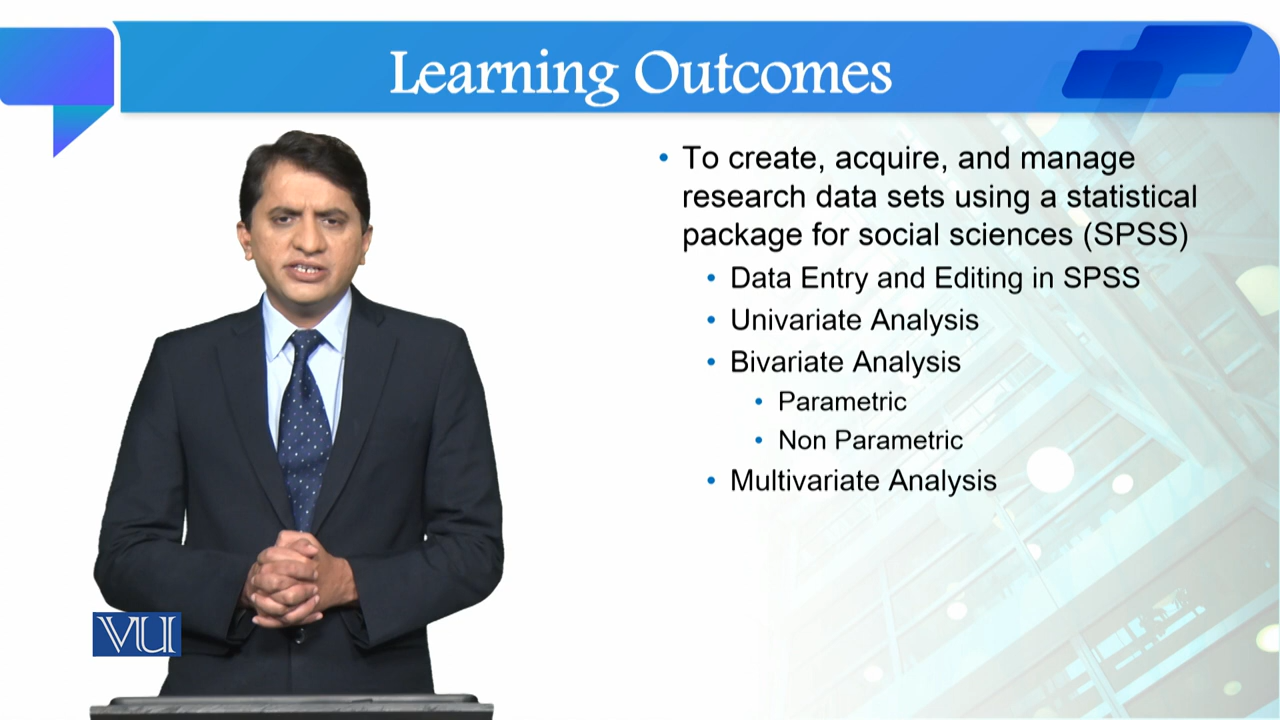 Learning Outcomes
• To create, acquire, and manage
research data sets using a statistical
package for social sciences (SPSS)
• Data Entry and Editing in SPSS
• Univariate Analysis
• Bivariate Analysis
• Parametric
• Non Parametric
• Multivariate Analysis
VU